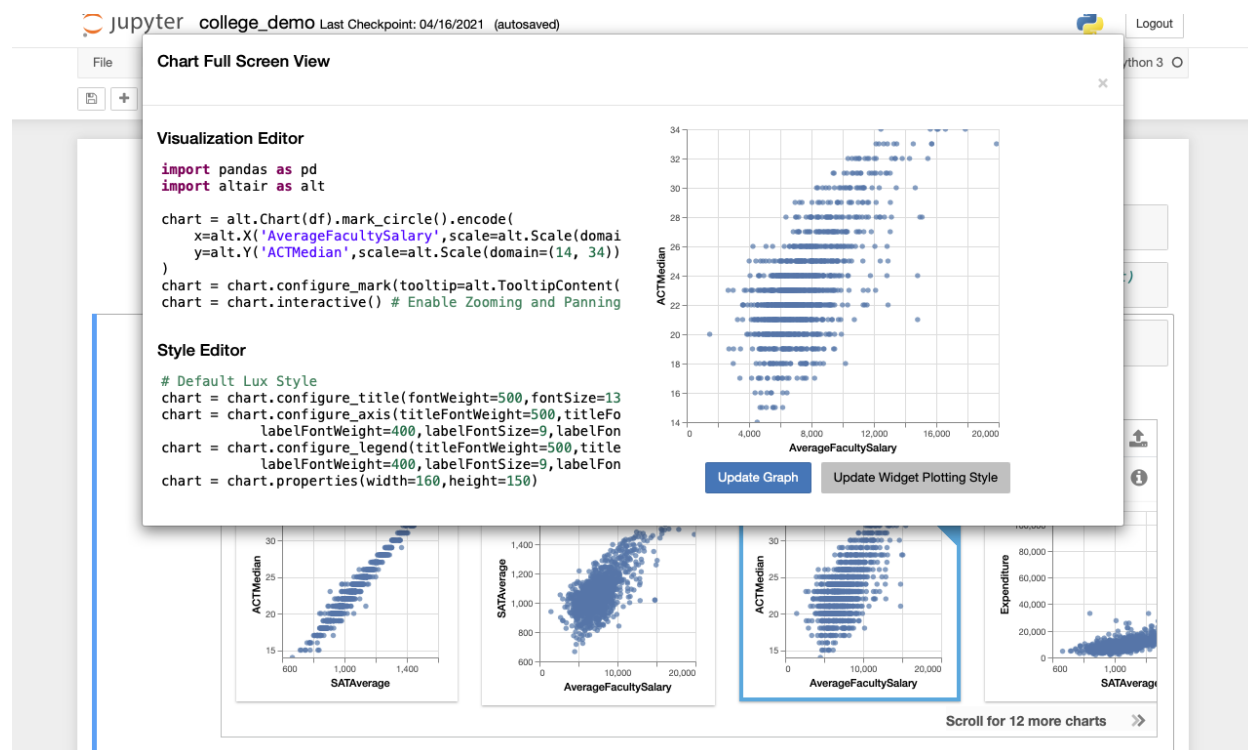 jupyter college_demo Last Checkpoint: 04/16/2021 (autosaved)
Logout
File
ython 3
Chart Full Screen View
×
Visualization Editor
import pandas as pd
import altair as alt
chart = alt.Chart(df).mark_circle().encode(
x=alt.X('AverageFacultySalary',scale=alt.Scale(domai
y=alt.Y('ACTMedian',scale=alt.Scale(domain=(14, 34))
)
chart = chart.configure_mark(tooltip=alt.TooltipContent(
chart = chart.interactive() # Enable Zooming and Panning
Style Editor
# Default Lux Style
chart = chart.configure_title(fontWeight=500,fontSize=13
chart = chart.configure_axis(titleFontWeight=500,titleFo
labelFontWeight=400,labelFontSize=9,labelFon
chart = chart.configure_legend(titleFontWeight=500,title
labelFontWeight=400,labelFontSize=9,labelFon
chart = chart.properties(width=160,height=150)
34
32
30
28
26
24
22
20
18
16
14
ACTMedian
0 4,000 8,000 12,000 16,000 20,000
AverageFacultySalary
Update Graph
Update Widget Plotting Style
)
30
25
20
15
ACTMedian
600 1,000 1,400
SATAverage
1,400
1,200
1,000
800
600
SATAverage
0 10,000 20,000
AverageFacultySalary
30
25
20
15
ACTMedian
0 10,000 20,000
AverageFacultySalary
100,000
80,000
60,000
40,000
20,000
0
Expenditure
600 1,000
SATAverage
Scroll for 12 more charts